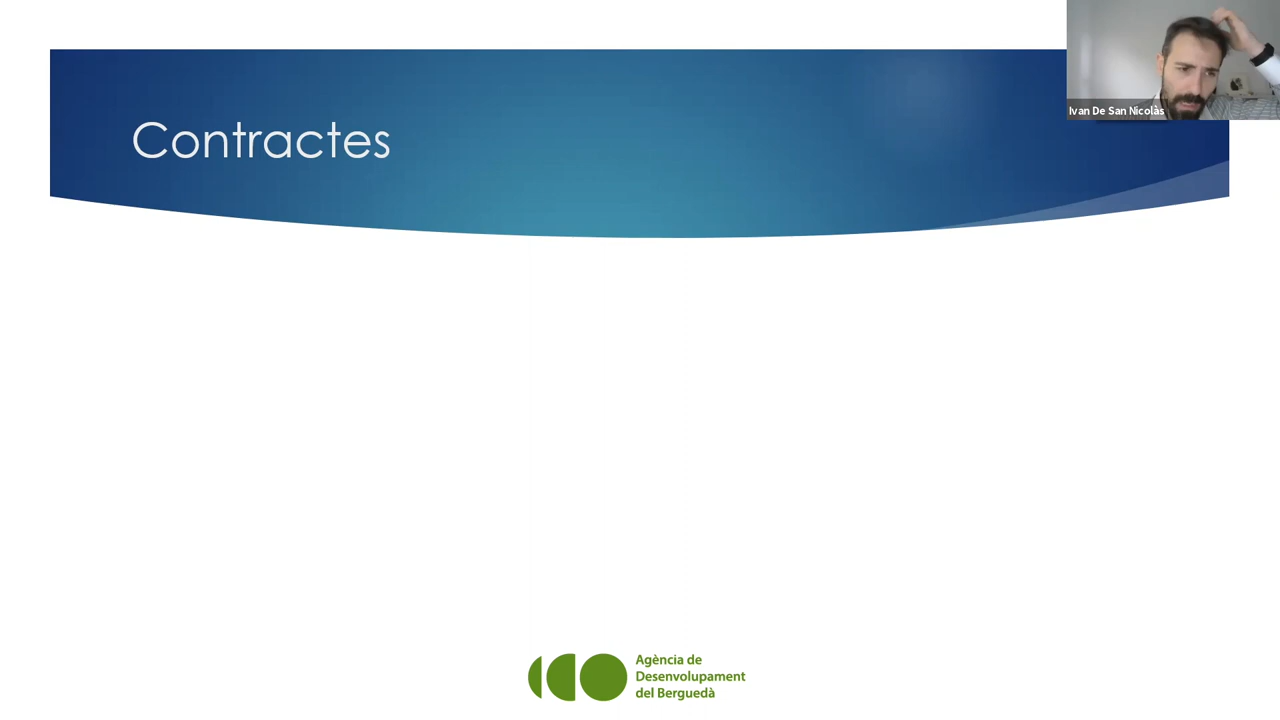 Ivan De San Nicolàs
Contractes
Agència de
Desenvolupament
del Berguedà